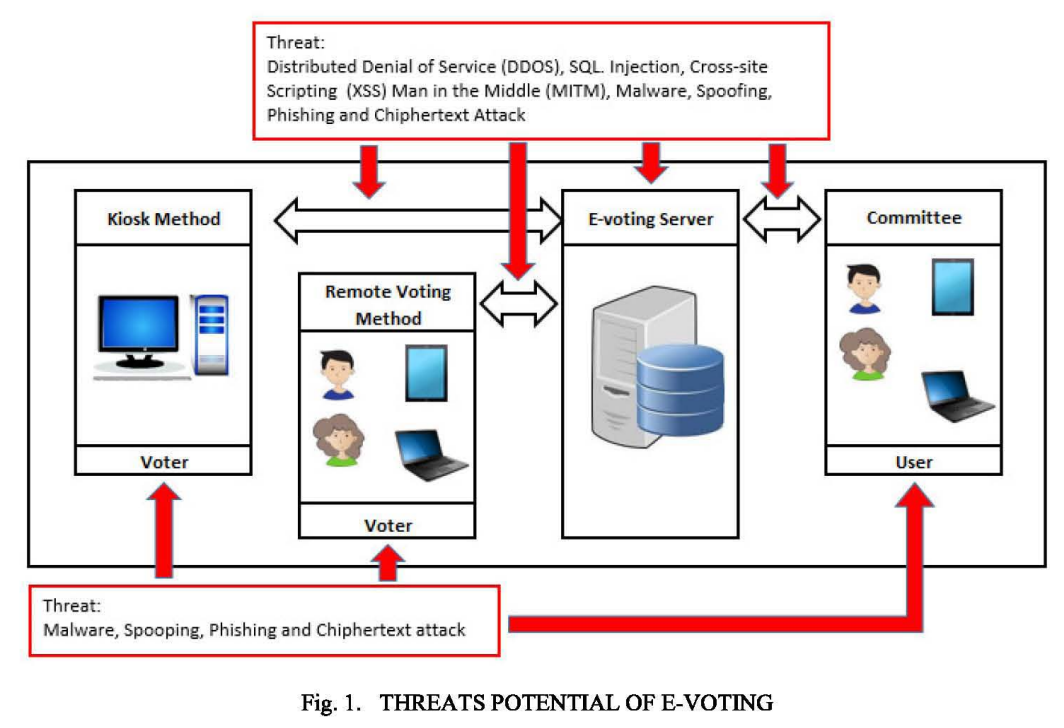 Threat:
Distributed Denial of Service (DDOS), SQL. Injection, Cross-site
Scripting (XSS) Man in the Middle (MITM), Malware, Spoofing,
Phishing and Chiphertext Attack
Kiosk Method
E-voting Server
Committee
Remote Voting
Method
Voter
User
Voter
Threat:
Malware, Spooping, Phishing and Chiphertext attack
Fig. 1. THREATS POTENTIAL OF E-VOTING